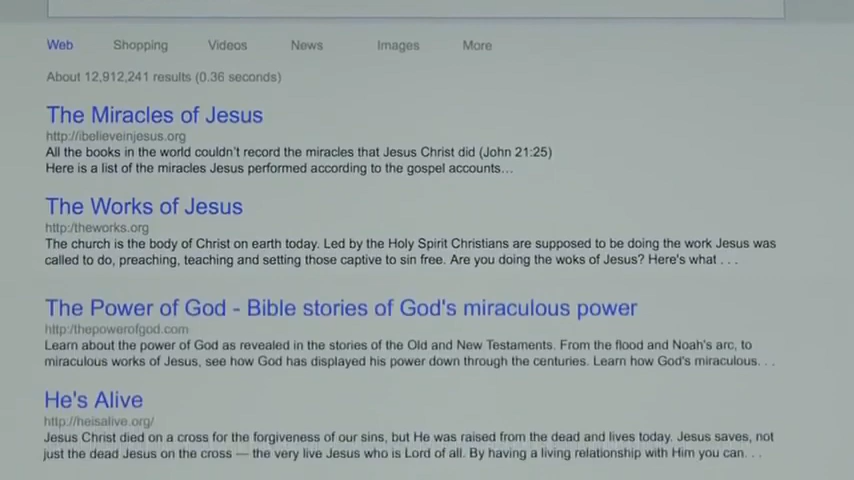 Web Shopping Videos News Images More
About 12,912,241 results (0.36 seconds)
The Miracles of Jesus
http://ibelieveinjesus.org
All the books in the world couldn't record the miracles that Jesus Christ did (John 21:25)
Here is a list of the miracles Jesus performed according to the gospel accounts...
The Works of Jesus
http:/theworks.org
The church is the body of Christ on earth today. Led by the Holy Spirit Christians are supposed to be doing the work Jesus was
called to do, preaching, teaching and setting those captive to sin free. Are you doing the woks of Jesus? Here's what . . .
The Power of God - Bible stories of God's miraculous power
http:/thepowerofgod.com
Learn about the power of God as revealed in the stories of the Old and New Testaments. From the flood and Noah's arc, to
miraculous works of Jesus, see how God has displayed his power down through the centuries. Learn how God's miraculous. . .
He's Alive
http://heisalive.org/
Jesus Christ died on a cross for the forgiveness of our sins, but He was raised from the dead and lives today. Jesus saves, not
just the dead Jesus on the cross — the very live Jesus who is Lord of all. By having a living relationship with Him you can. . .